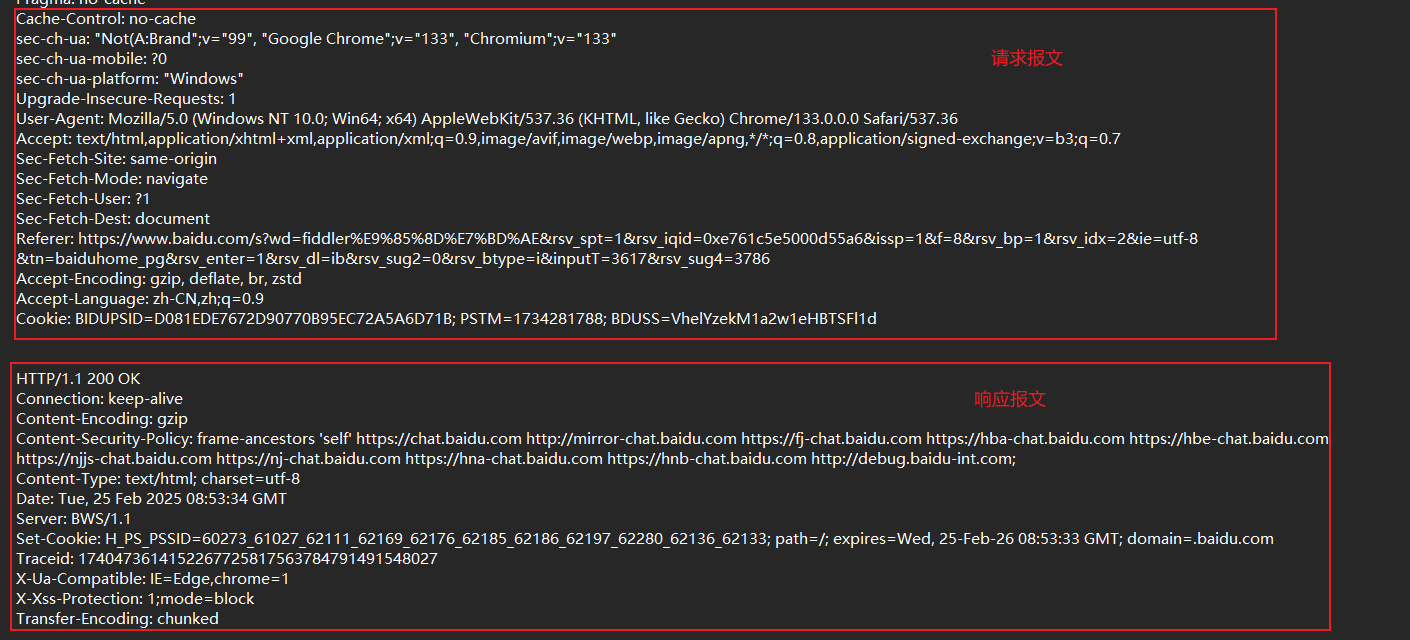 Pragma: no-cache
Cache-Control: no-cache
sec-ch-ua: "Not(A:Brand";v="99", "Google Chrome";v="133", "Chromium";v="133"
sec-ch-ua-mobile: ?0
请求报文
sec-ch-ua-platform: "Windows"
Upgrade-Insecure-Requests: 1
User-Agent: Mozilla/5.0 (Windows NT 10.0; Win64; x64) AppleWebKit/537.36 (KHTML, like Gecko) Chrome/133.0.0.0 Safari/537.36
Accept: text/html,application/xhtml+xml,application/xml;q=0.9,image/avif,image/webp,image/apng,*/*;q=0.8,application/signed-exchange;v=b3;q=0.7
Sec-Fetch-Site: same-origin
Sec-Fetch-Mode: navigate
Sec-Fetch-User: ?1
Sec-Fetch-Dest: document
Referer: https://www.baidu.com/s?wd=fiddler%E9%85%8D%E7%BD%AE&rsv_spt=1&rsv_iqid=0xe761c5e5000d55a6&issp=1&f=8&rsv_bp=1&rsv_idx=2&ie=utf-8
&tn=baiduhome_pg&rsv_enter=1&rsv_dl=ib&rsv_sug2=0&rsv_btype=i&inputT=3617&rsv_sug4=3786
Accept-Encoding: gzip, deflate, br, zstd
Accept-Language: zh-CN,zh;q=0.9
Cookie: BIDUPSID=D081EDE7672D90770B95EC72A5A6D71B; PSTM=1734281788; BDUSS=VhelYzekM1a2w1eHBTSFl1d
HTTP/1.1 200 OK
Connection: keep-alive
响应报文
Content-Encoding: gzip
Content-Security-Policy: frame-ancestors 'self' https://chat.baidu.com http://mirror-chat.baidu.com https://fj-chat.baidu.com https://hba-chat.baidu.com https://hbe-chat.baidu.com
https://njjs-chat.baidu.com https://nj-chat.baidu.com https://hna-chat.baidu.com https://hnb-chat.baidu.com http://debug.baidu-int.com;
Content-Type: text/html; charset=utf-8
Date: Tue, 25 Feb 2025 08:53:34 GMT
Server: BWS/1.1
Set-Cookie: H_PS_PSSID=60273_61027_62111_62169_62176_62185_62186_62197_62280_62136_62133; path=/; expires=Wed, 25-Feb-26 08:53:33 GMT; domain=.baidu.com
Traceid: 1740473614152267725817563784791491548027
X-Ua-Compatible: IE=Edge,chrome=1
X-Xss-Protection: 1;mode=block
Transfer-Encoding: chunked